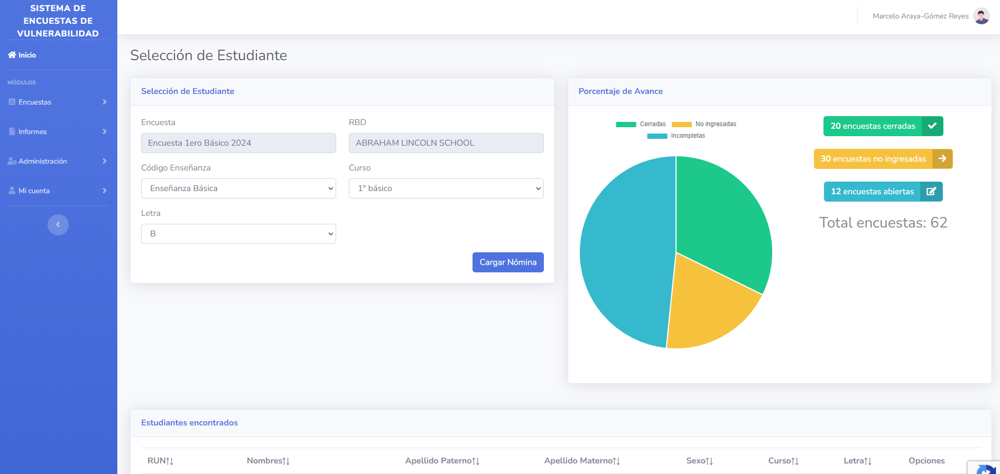 SISTEMA DE
ENCUESTAS DE
VULNERABILIDAD
Inicio
MÓDULOS
Encuestas
Informes
Administración
Mi cuenta
Marcelo Araya-Gómez Reyes
Selección de Estudiante
Selección de Estudiante
Encuesta
RBD
Encuesta 1ero Básico 2024
ABRAHAM LINCOLN SCHOOL
Código Enseñanza
Curso
Enseñanza Básica
1° básico
Letra
B
Cargar Nómina
Porcentaje de Avance
Cerradas No ingresadas
Incompletas
20 encuestas cerradas
30 encuestas no ingresadas
12 encuestas abiertas
Total encuestas: 62
Estudiantes encontrados
RUN Nombres Apellido Paterno Apellido Materno Sexo Curso Letra Opciones